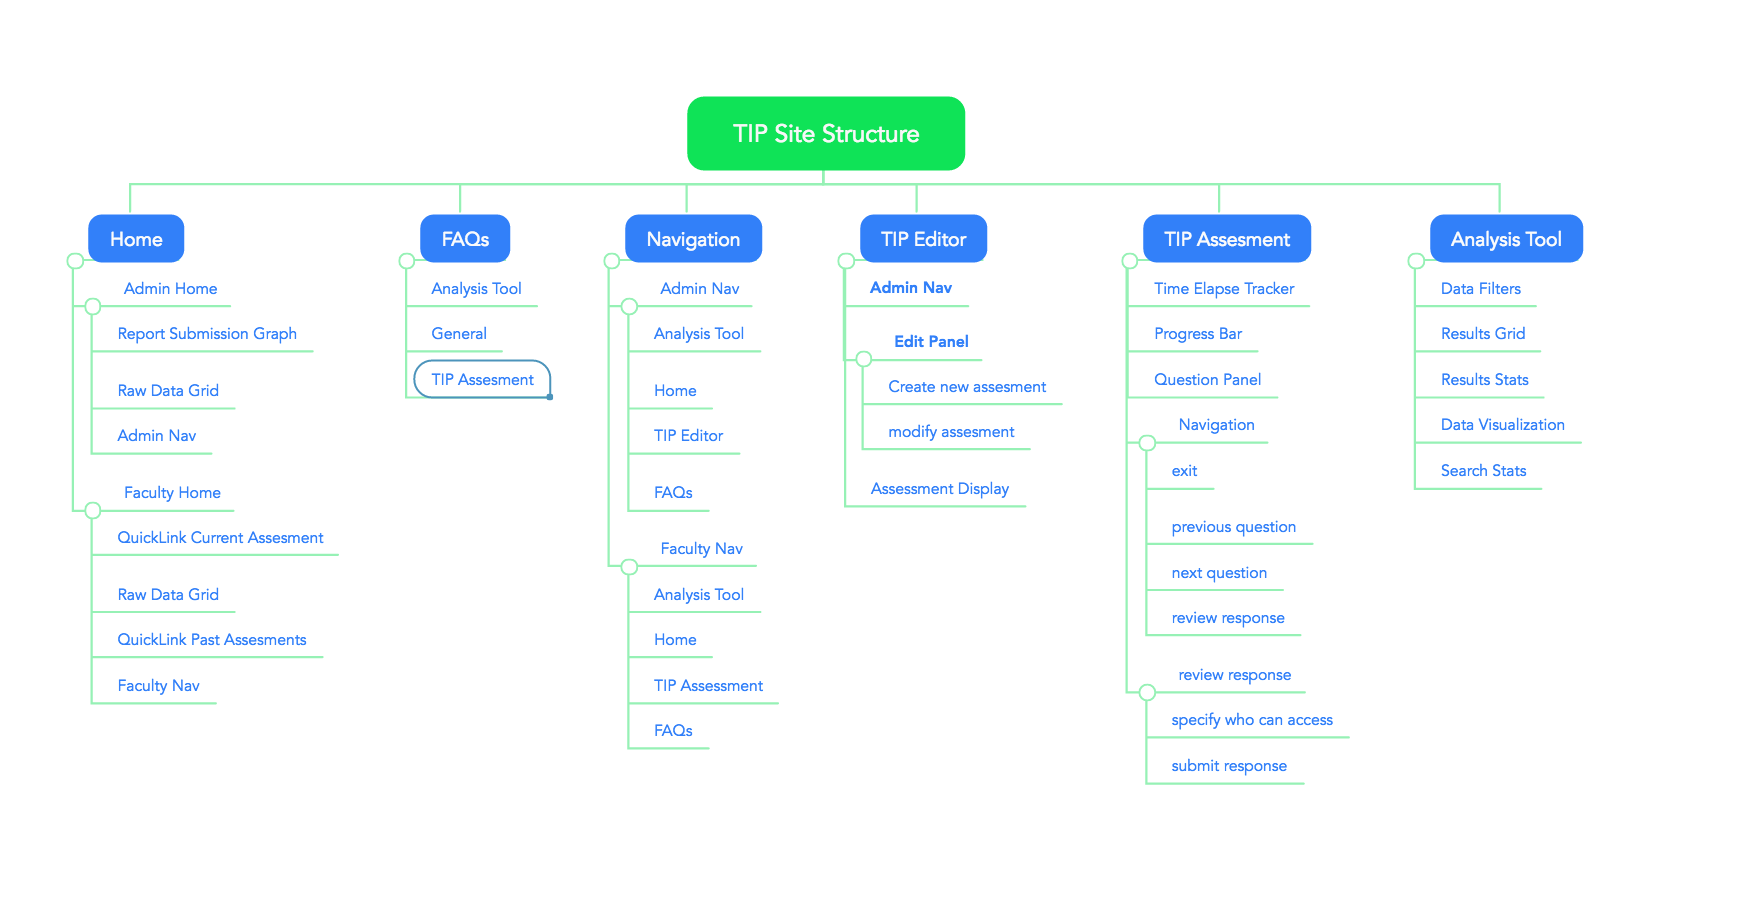 TIP Site Structure
Home
Admin Home
Report Submission Graph
Raw Data Grid
Admin Nav
Faculty Home
QuickLink Current Assesment
Raw Data Grid
QuickLink Past Assesments
Faculty Nav
FAQs
Analysis Tool
General
TIP Assesment
Navigation
Admin Nav
Analysis Tool
Home
TIP Editor
FAQs
Faculty Nav
Analysis Tool
Home
TIP Assessment
FAQs
TIP Editor
Admin Nav
Edit Panel
Create new assesment
modify assesment
Assessment Display
TIP Assesment
Time Elapse Tracker
Progress Bar
Question Panel
Navigation
exit
previous question
next question
review response
review response
specify who can access
submit response
Analysis Tool
Data Filters
Results Grid
Results Stats
Data Visualization
Search Stats